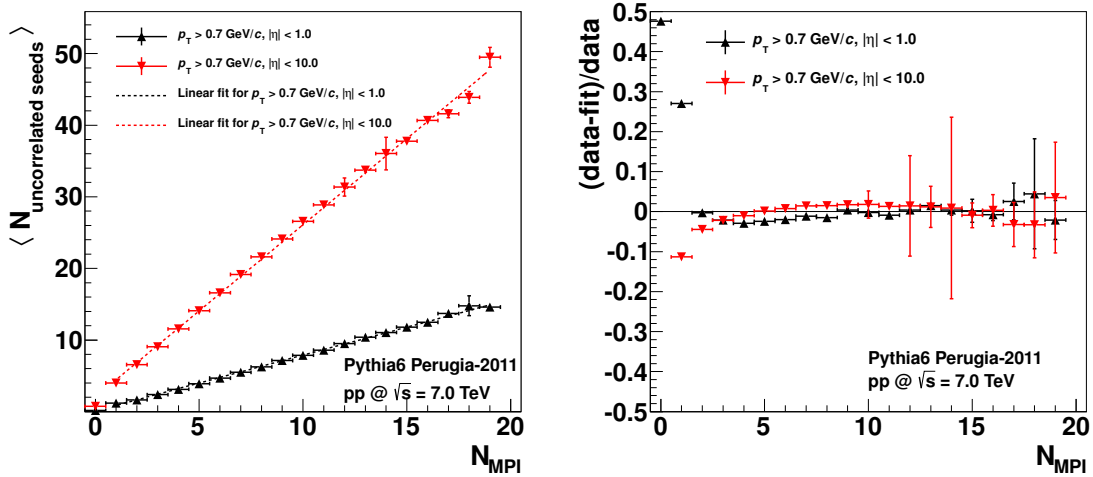 ⟨ N_uncorrelated seeds ⟩
50
40
30
20
10
p_T > 0.7 GeV/c, |η| < 1.0
p_T > 0.7 GeV/c, |η| < 10.0
Linear fit for p_T > 0.7 GeV/c, |η| < 1.0
Linear fit for p_T > 0.7 GeV/c, |η| < 10.0
Pythia6 Perugia-2011
pp @ √s = 7.0 TeV
0 5 10 15 20
N_MPI
(data-fit)/data
0.5
0.4
0.3
0.2
0.1
0
-0.1
-0.2
-0.3
-0.4
-0.5
p_T > 0.7 GeV/c, |η| < 1.0
p_T > 0.7 GeV/c, |η| < 10.0
Pythia6 Perugia-2011
pp @ √s = 7.0 TeV
0 5 10 15 20
N_MPI